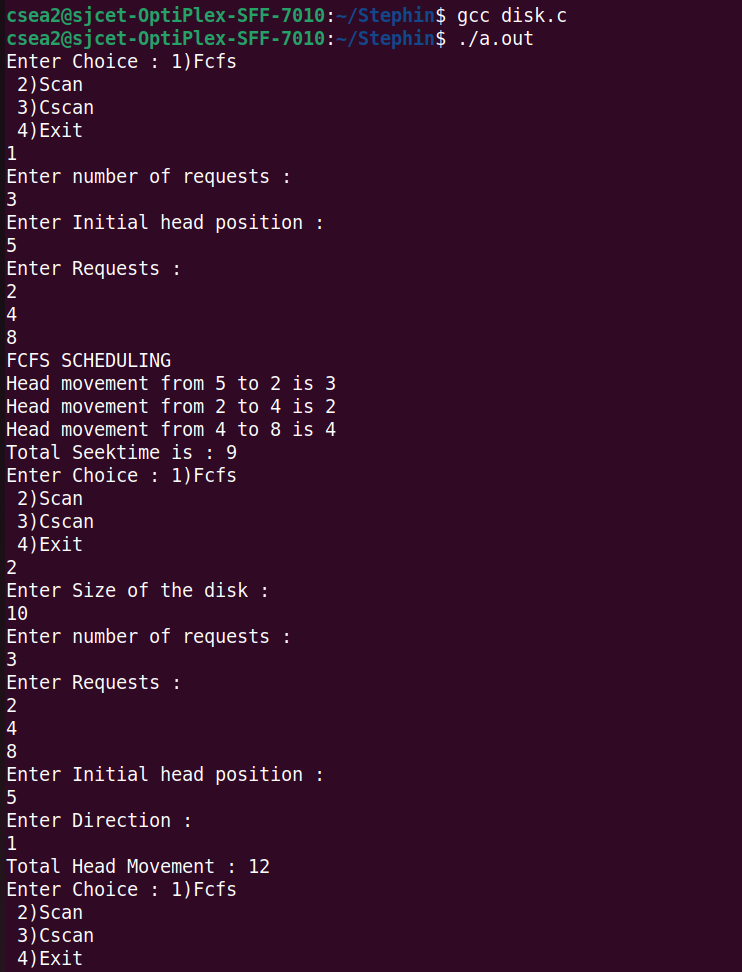 csea2@sjcet-OptiPlex-SFF-7010:~/Stephin$ gcc disk.c
csea2@sjcet-OptiPlex-SFF-7010:~/Stephin$ ./a.out
Enter Choice : 1)Fcfs
 2)Scan
 3)Cscan
 4)Exit
1
Enter number of requests :
3
Enter Initial head position :
5
Enter Requests :
2
4
8
FCFS SCHEDULING
Head movement from 5 to 2 is 3
Head movement from 2 to 4 is 2
Head movement from 4 to 8 is 4
Total Seektime is : 9
Enter Choice : 1)Fcfs
 2)Scan
 3)Cscan
 4)Exit
2
Enter Size of the disk :
10
Enter number of requests :
3
Enter Requests :
2
4
8
Enter Initial head position :
5
Enter Direction :
1
Total Head Movement : 12
Enter Choice : 1)Fcfs
 2)Scan
 3)Cscan
 4)Exit